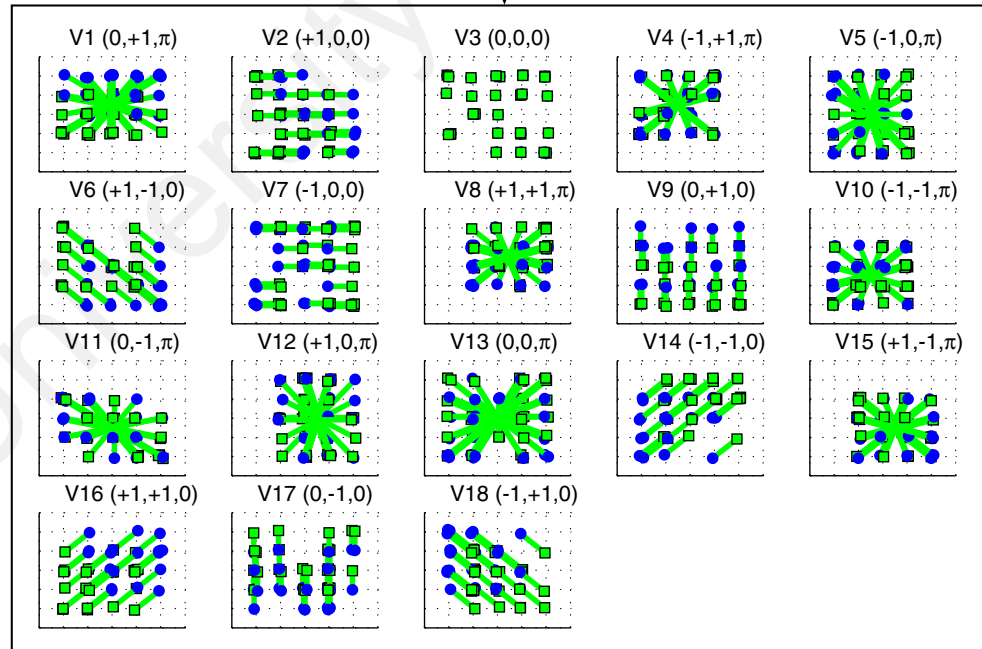 V1 (0,+1,π) V2 (+1,0,0) V3 (0,0,0) V4 (-1,+1,π) V5 (-1,0,π)
V6 (+1,-1,0) V7 (-1,0,0) V8 (+1,+1,π) V9 (0,+1,0) V10 (-1,-1,π)
V11 (0,-1,π) V12 (+1,0,π) V13 (0,0,π) V14 (-1,-1,0) V15 (+1,-1,π)
V16 (+1,+1,0) V17 (0,-1,0) V18 (-1,+1,0)
University